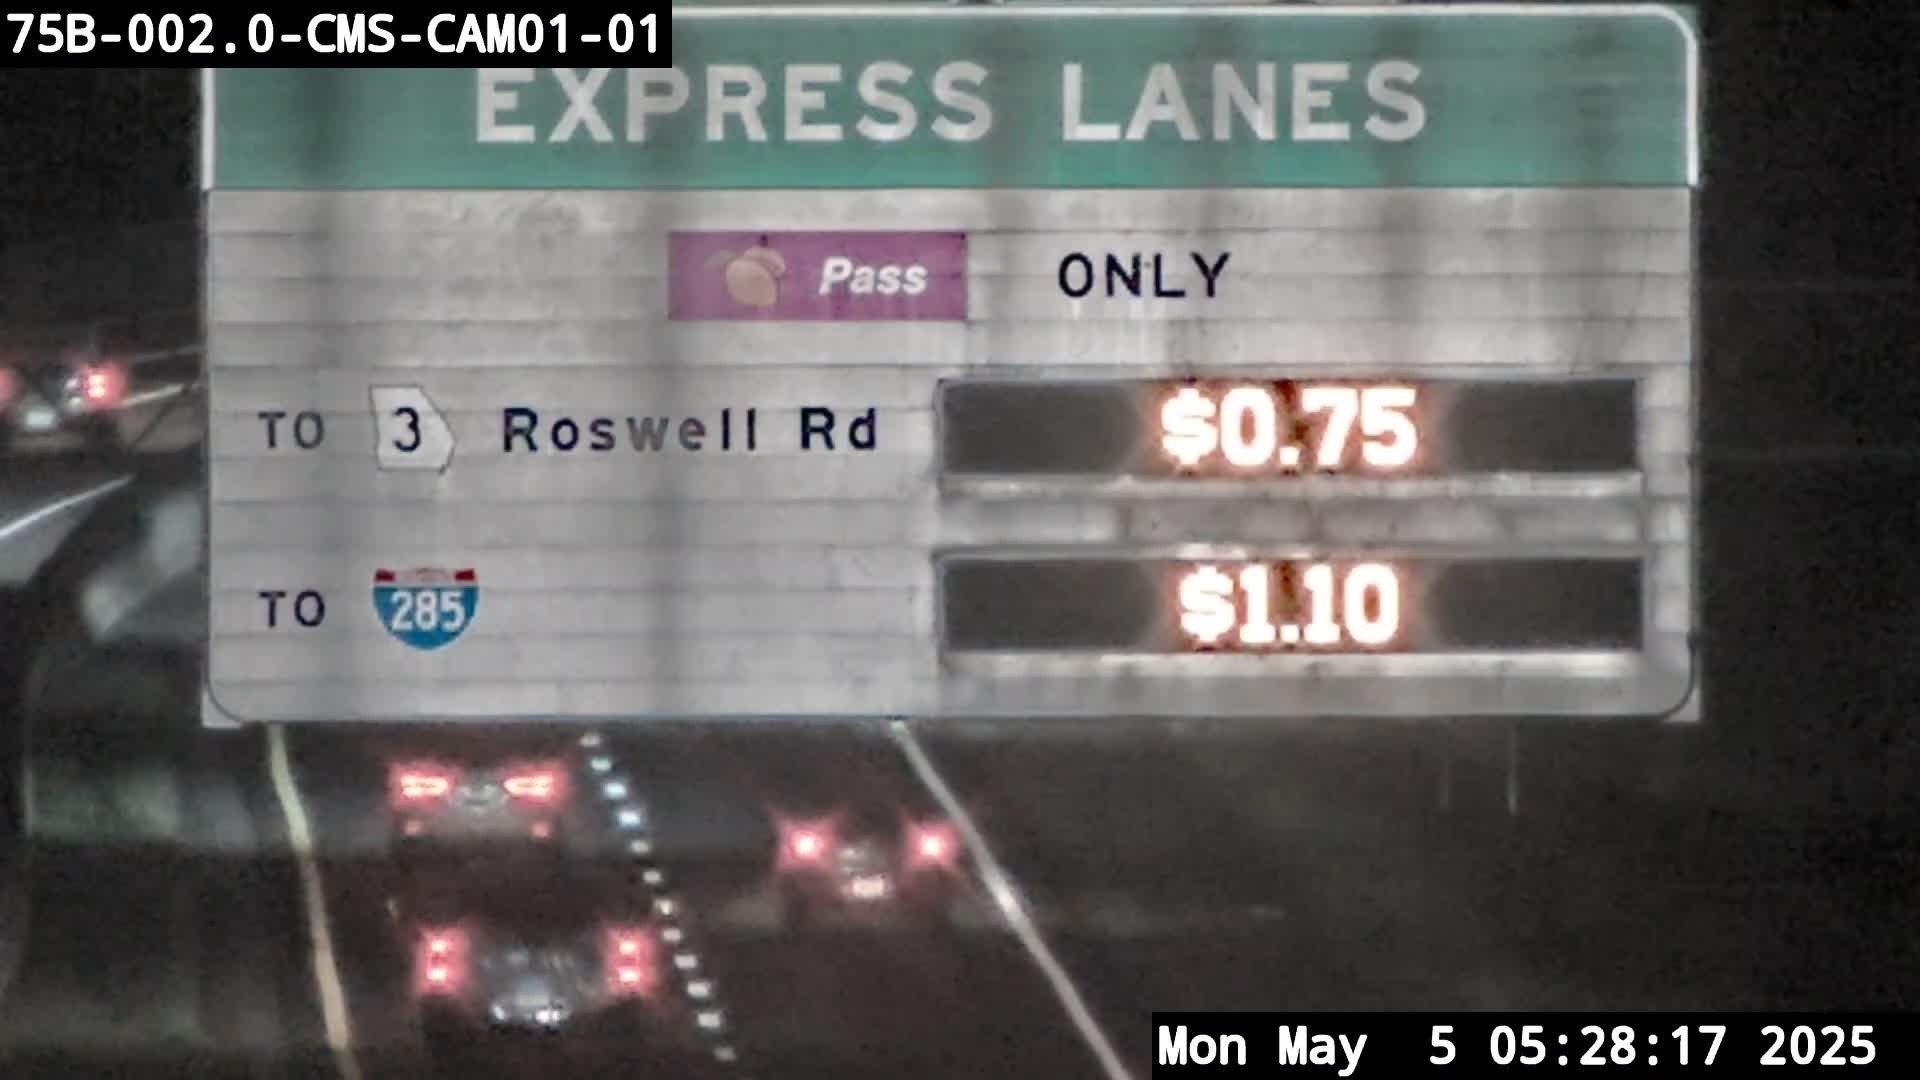 75B-002.0-CMS-CAM01-01
EXPRESS LANES
Pass ONLY
TO 3 Roswell Rd $0.75
TO 285 $1.10
Mon May 5 05:28:17 2025